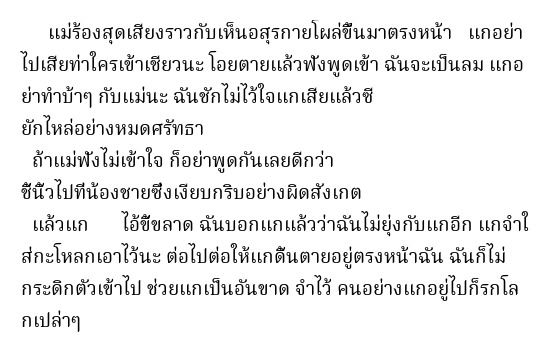 แม่ร้องสุดเสียงราวกับเห็นอสุรกายโผล่ขึ้นมาตรงหน้า แกอย่า
ไปเสียท่าใครเข้าเชียวนะ โอยตายแล้วฟังพูดเข้า ฉันจะเป็นลม แกอ
ย่าทำบ้าๆ กับแม่นะ ฉันชักไม่ไว้ใจแกเสียแล้วซี
ยักไหล่อย่างหมดศรัทธา
ถ้าแม่ฟังไม่เข้าใจ ก็อย่าพูดกันเลยดีกว่า
ชี้นิ้วไปที่น้องชายซึ่งเงียบกริบอย่างผิดสังเกต
แล้วแก ไอ้ขี้ขลาด ฉันบอกแกแล้วว่าฉันไม่ยุ่งกับแกอีก แกจำใ
ส่กะโหลกเอาไว้นะ ต่อไปต่อให้แกดิ้นตายอยู่ตรงหน้าฉัน ฉันก็ไม่
กระดิกตัวเข้าไป ช่วยแกเป็นอันขาด จำไว้ คนอย่างแกอยู่ไปก็รกโล
กเปล่าๆ